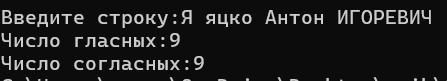 Введите строку:Я яцко Антон ИГОРЕВИЧ
Число гласных:9
Число согласных:9